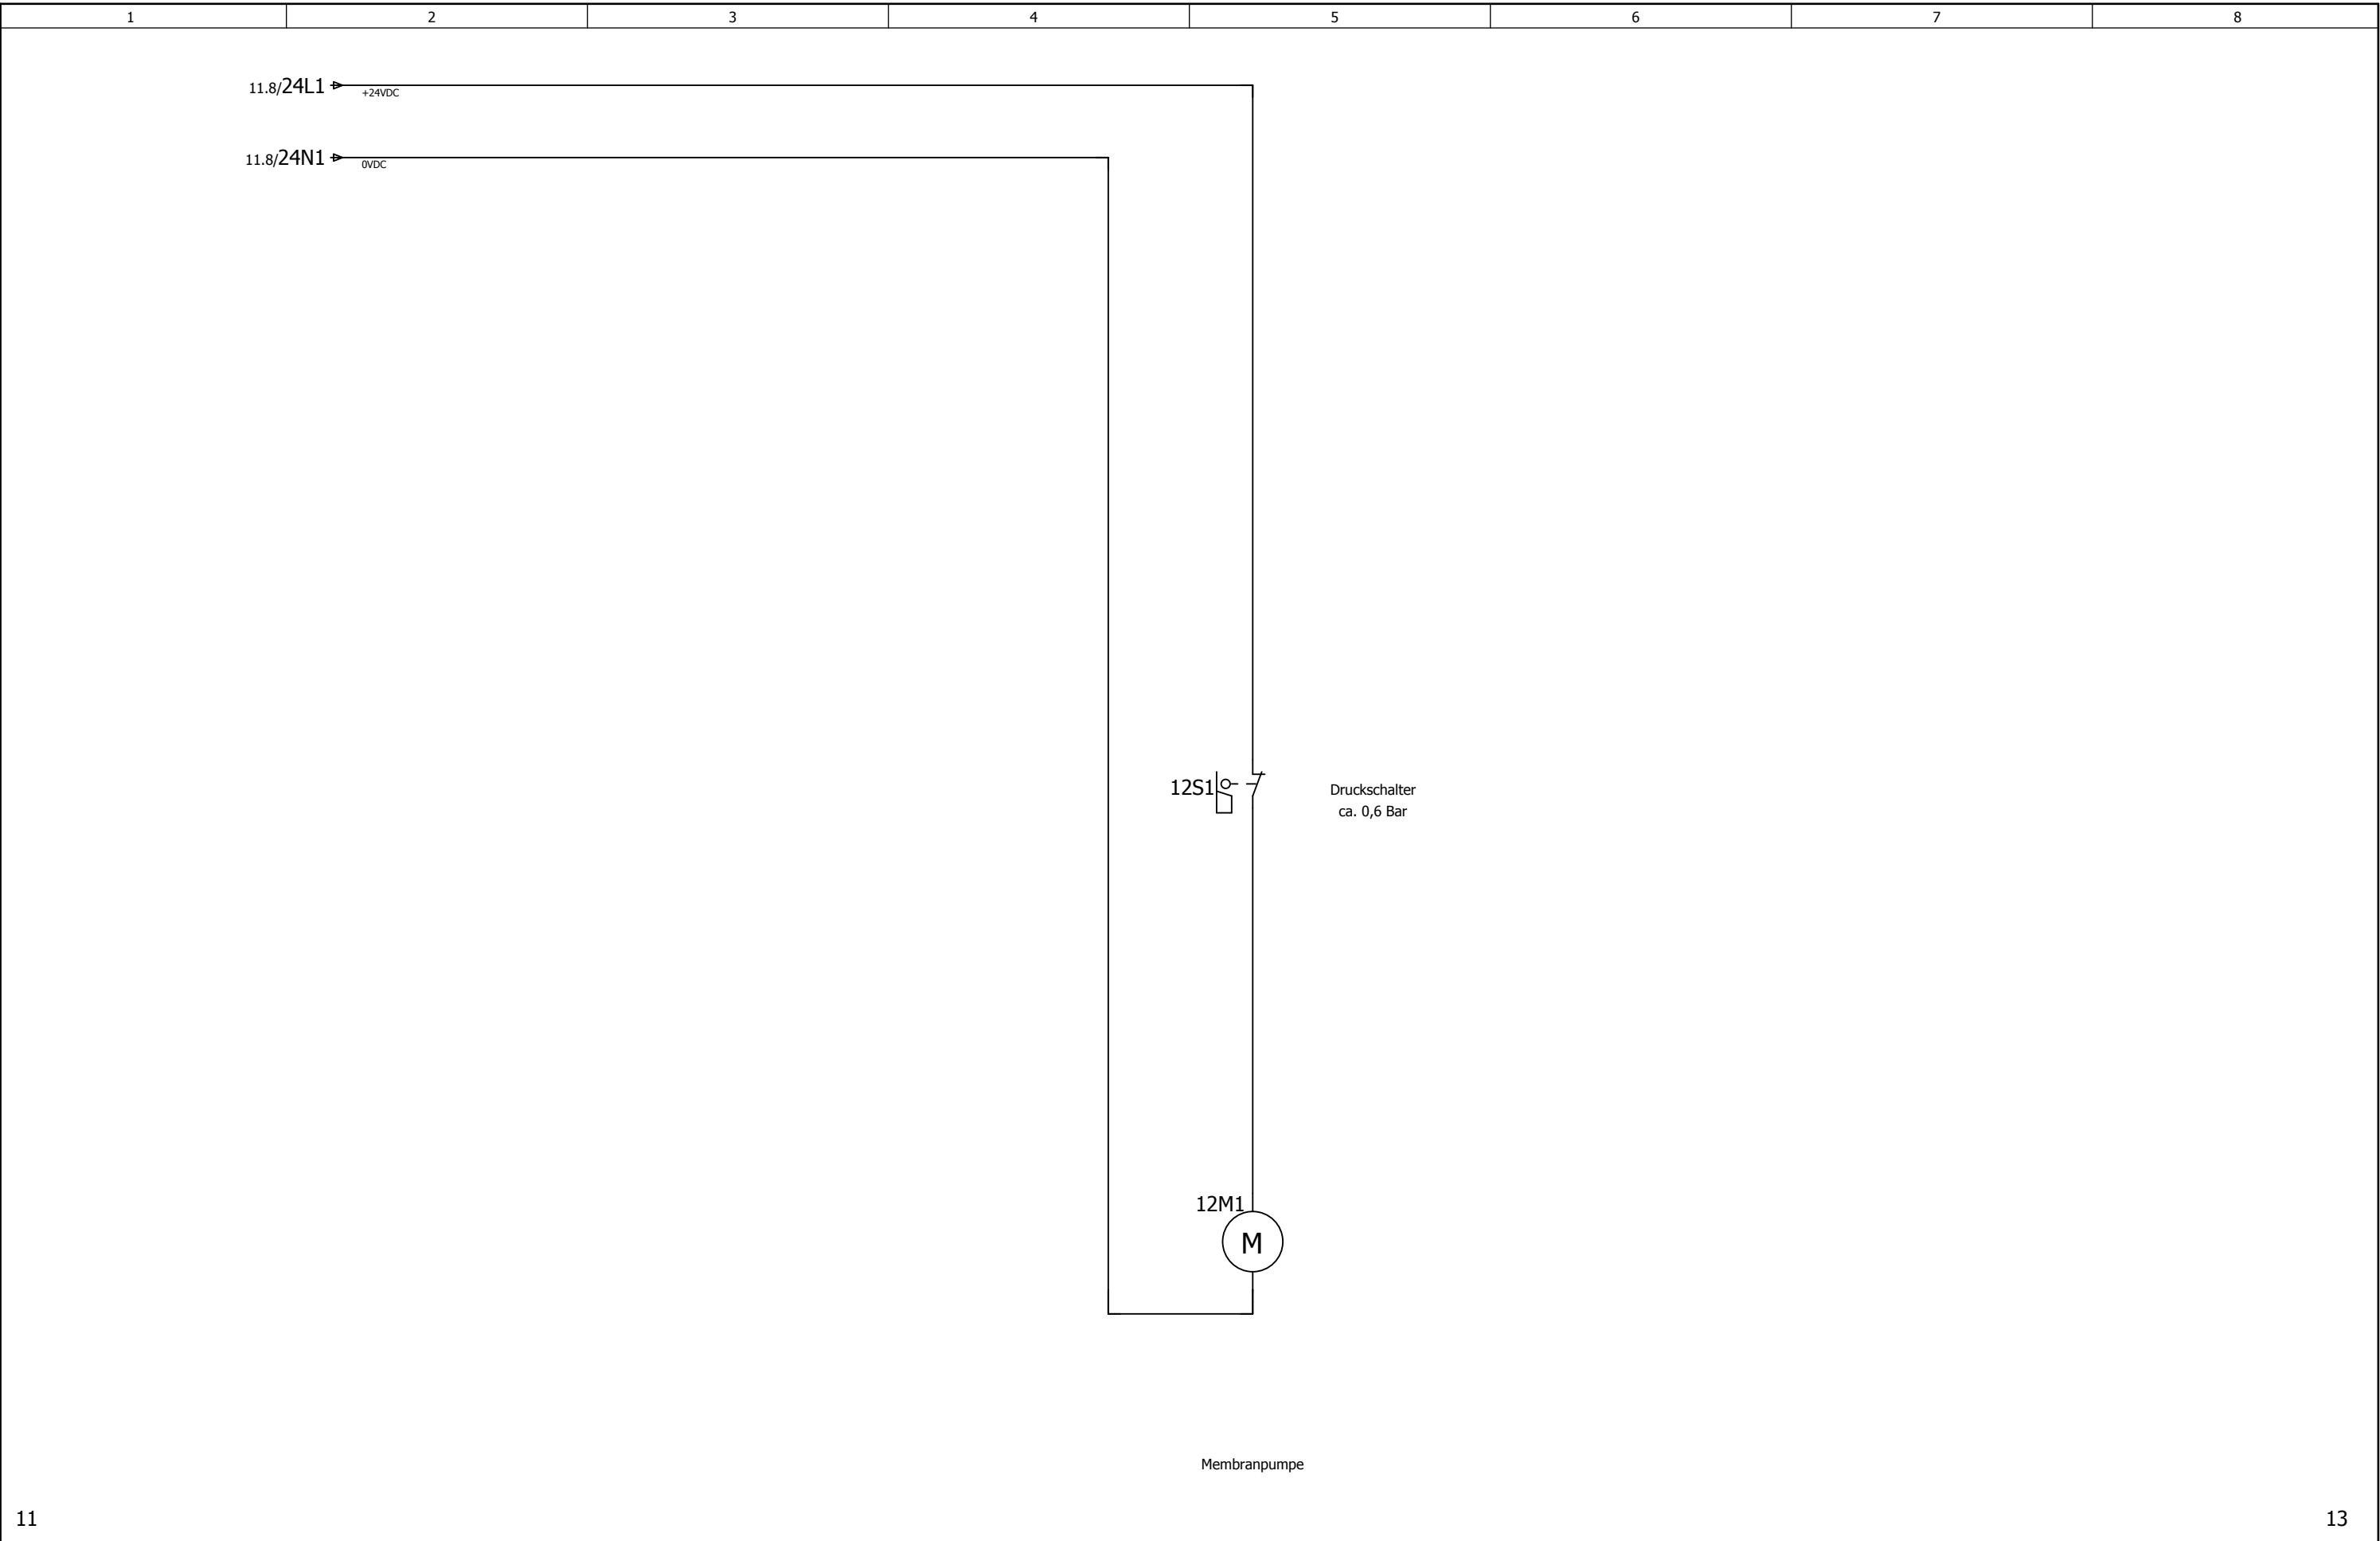 1 2 3 4 5 6 7 8
11.8/24L1 +24VDC
11.8/24N1 0VDC
12S1
Druckschalter
ca. 0,6 Bar
12M1
M
Membranpumpe
11 13